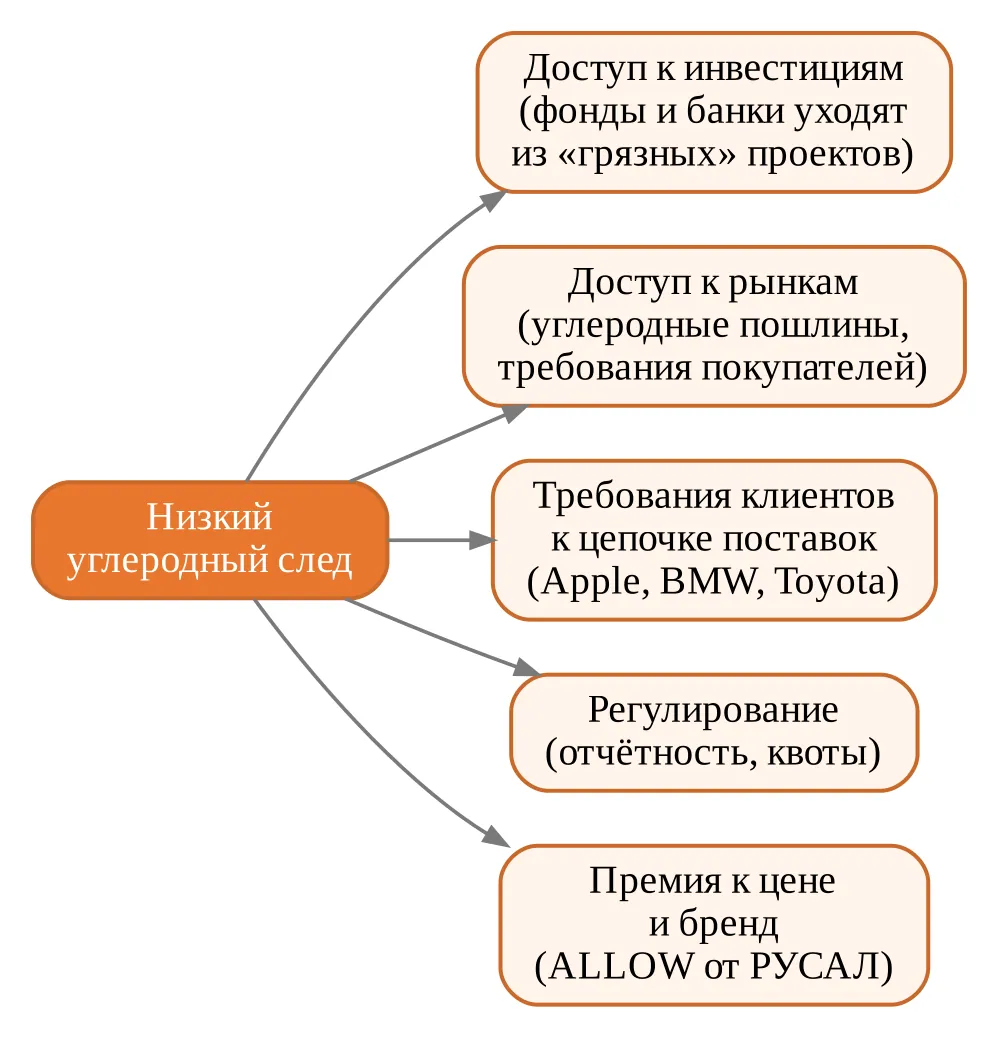 Доступ к инвестициям
(фонды и банки уходят
из «грязных» проектов)
Доступ к рынкам
(углеродные пошлины,
требования покупателей)
Низкий
углеродный след
Требования клиентов
к цепочке поставок
(Apple, BMW, Toyota)
Регулирование
(отчётность, квоты)
Премия к цене
и бренд
(ALLOW от РУСАЛ)